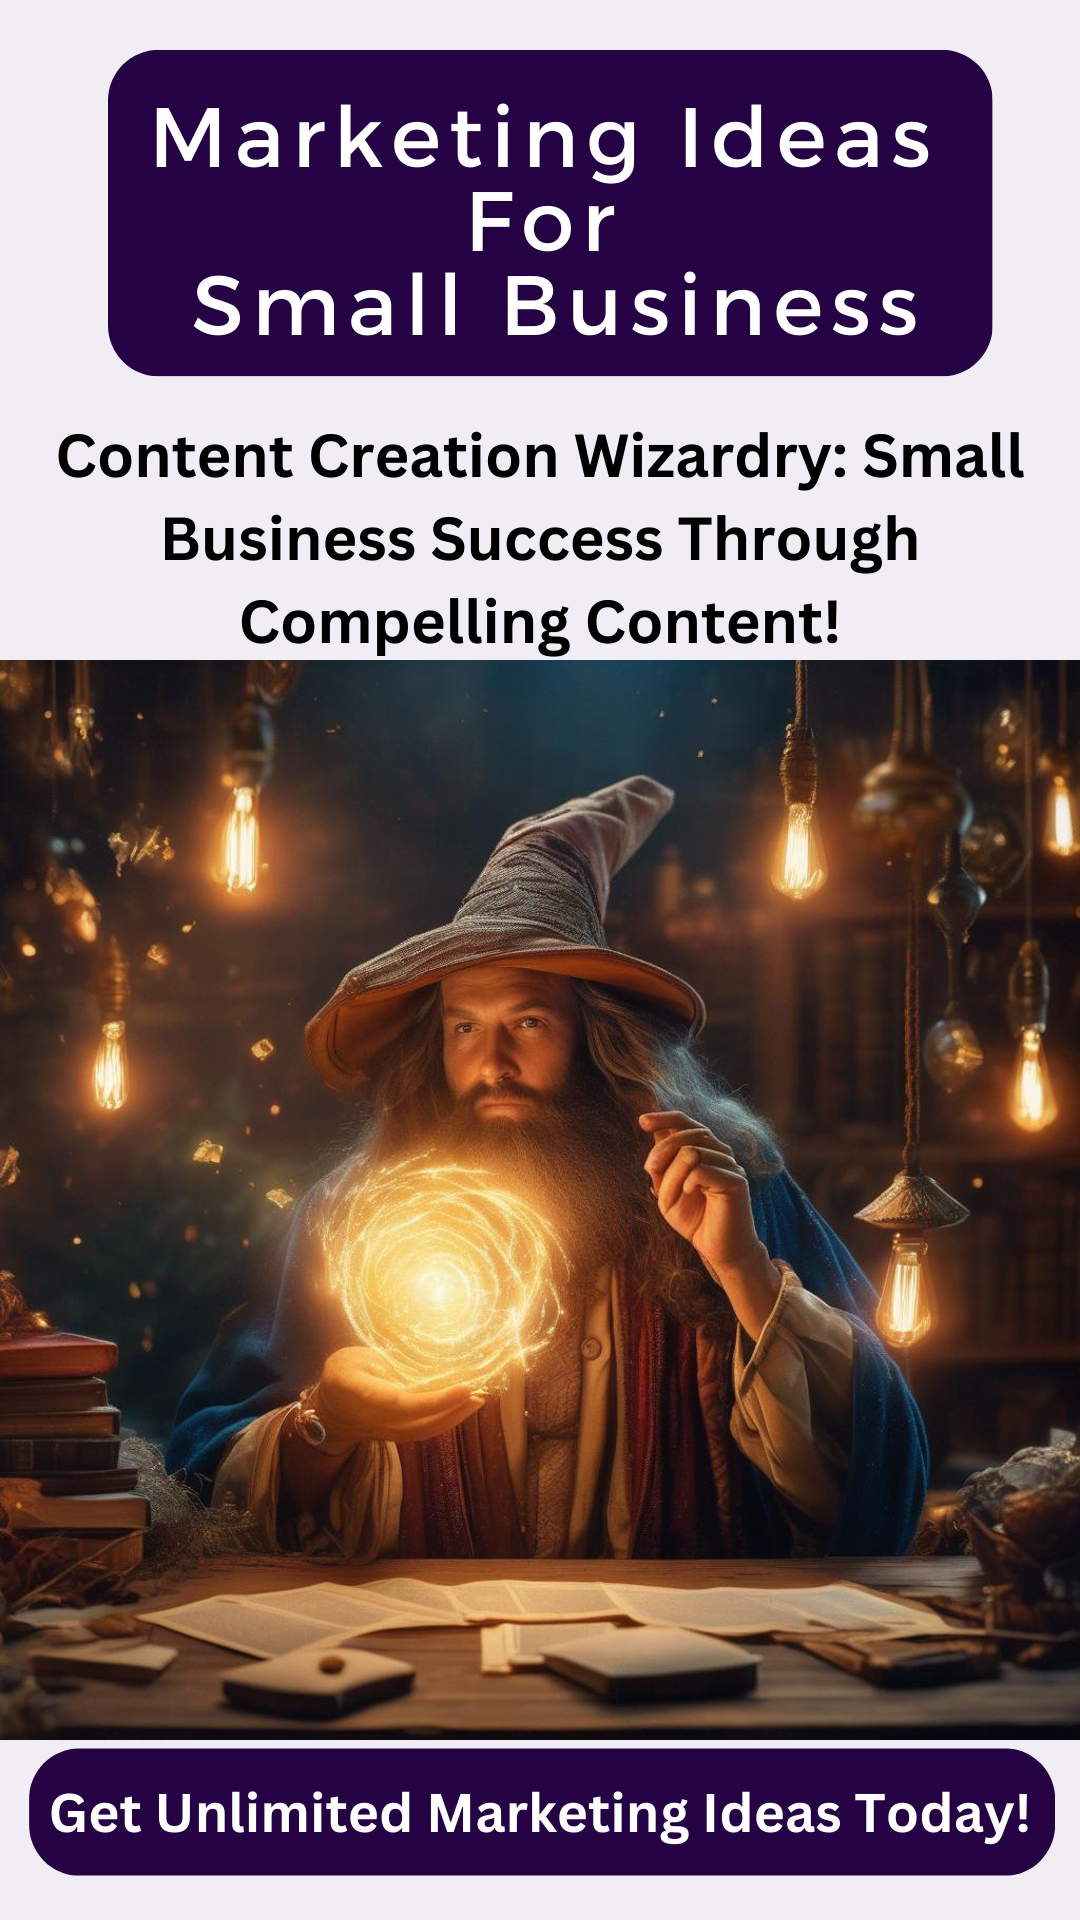 Marketing Ideas
For
Small Business
Content Creation Wizardry: Small
Business Success Through
Compelling Content!
Get Unlimited Marketing Ideas Today!